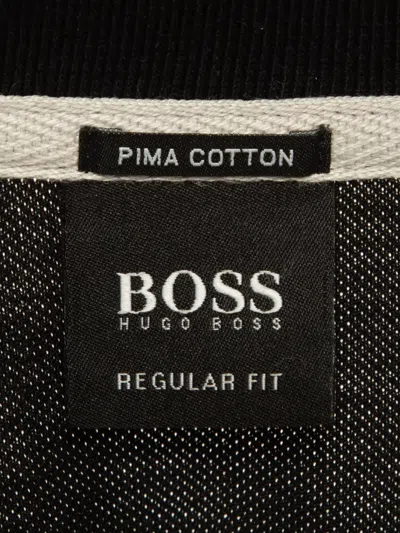 PIMA COTTON
BOSS
HUGO BOSS
REGULAR FIT